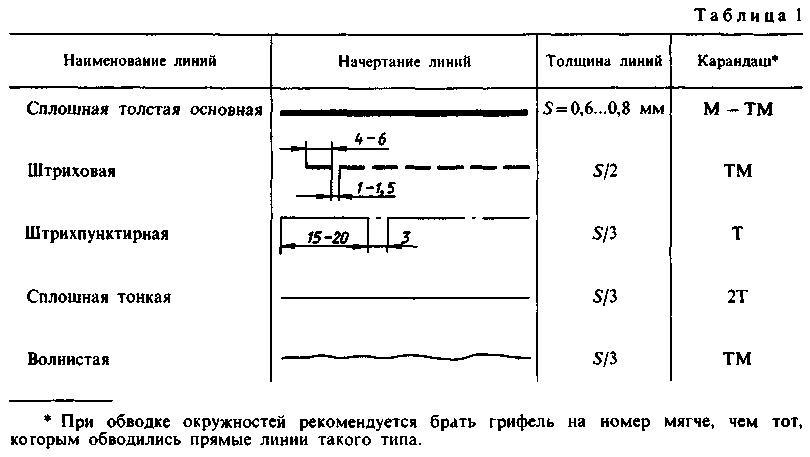 Таблица 1
Наименование линий Начертание линий Толщина линий Карандаш*
Сплошная толстая основная S=0,6...0,8 мм М – ТМ
4–6
Штриховая S/2 ТМ
1–1,5
Штрихпунктирная 15–20 3 S/3 Т
Сплошная тонкая S/3 2Т
Волнистая S/3 ТМ
* При обводке окружностей рекомендуется брать грифель на номер мягче, чем тот,
которым обводились прямые линии такого типа.